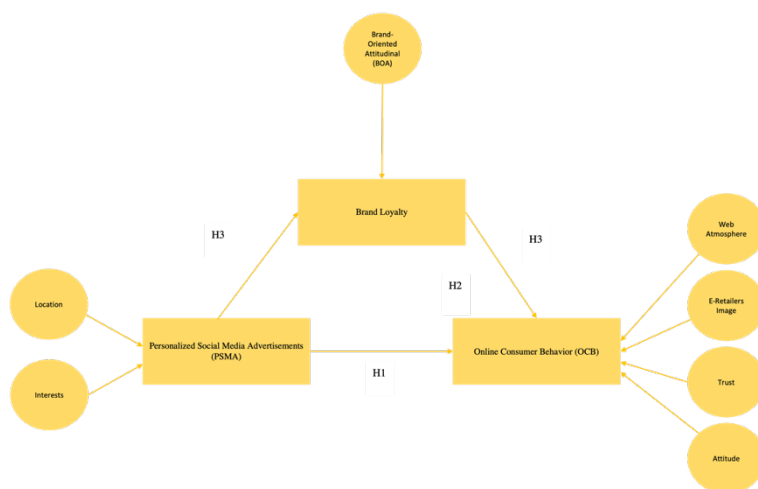 Brand-
Oriented
Attitudinal
(BOA)
Brand Loyalty
H3
H3
Web
Atmosphere
H2
Location
E-Retailers
Image
Personalized Social Media Advertisements
(PSMA)
Online Consumer Behavior (OCB)
H1
Interests
Trust
Attitude